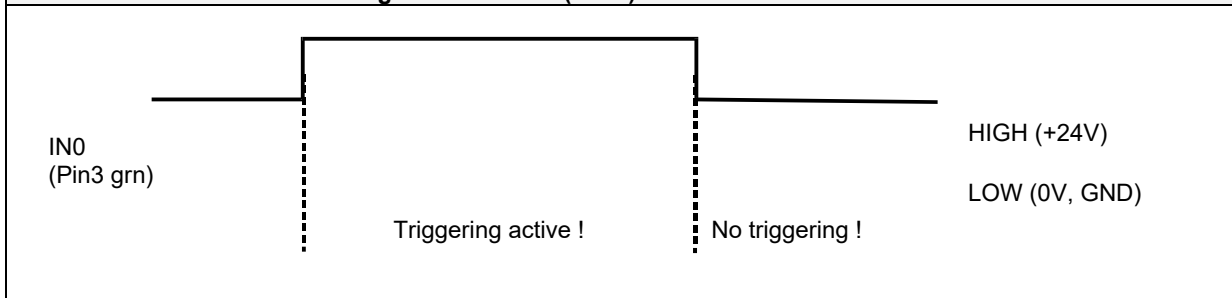 IN0
(Pin3 grn)
HIGH (+24V)
LOW (0V, GND)
Triggering active !
No triggering !